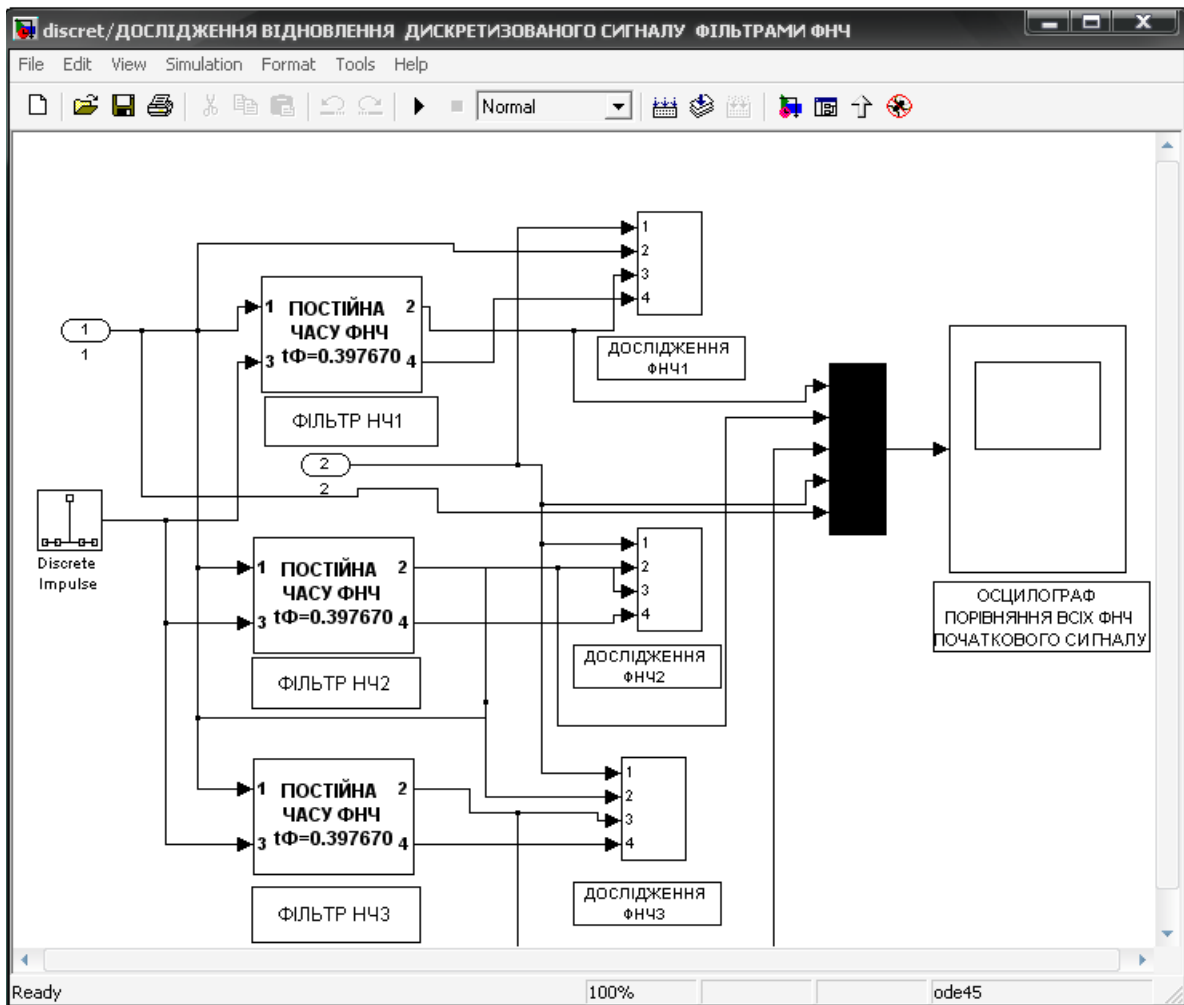 discret/ДОСЛІДЖЕННЯ ВІДНОВЛЕННЯ ДИСКРЕТИЗОВАНОГО СИГНАЛУ ФІЛЬТРАМИ ФНЧ
File Edit View Simulation Format Tools Help
Normal
1
2
3
4
1 ПОСТІЙНА 2
ЧАСУ ФНЧ
3 tФ=0.397670 4
1
1
ДОСЛІДЖЕННЯ
ФНЧ1
ФІЛЬТР НЧ1
2
2
Discrete
Impulse
1
2
3
4
1 ПОСТІЙНА 2
ЧАСУ ФНЧ
3 tФ=0.397670 4
ОСЦИЛОГРАФ
ПОРІВНЯННЯ ВСІХ ФНЧ
ПОЧАТКОВОГО СИГНАЛУ
ДОСЛІДЖЕННЯ
ФНЧ2
ФІЛЬТР НЧ2
1
2
3
4
1 ПОСТІЙНА 2
ЧАСУ ФНЧ
3 tФ=0.397670 4
ДОСЛІДЖЕННЯ
ФНЧ3
ФІЛЬТР НЧ3
Ready 100% ode45